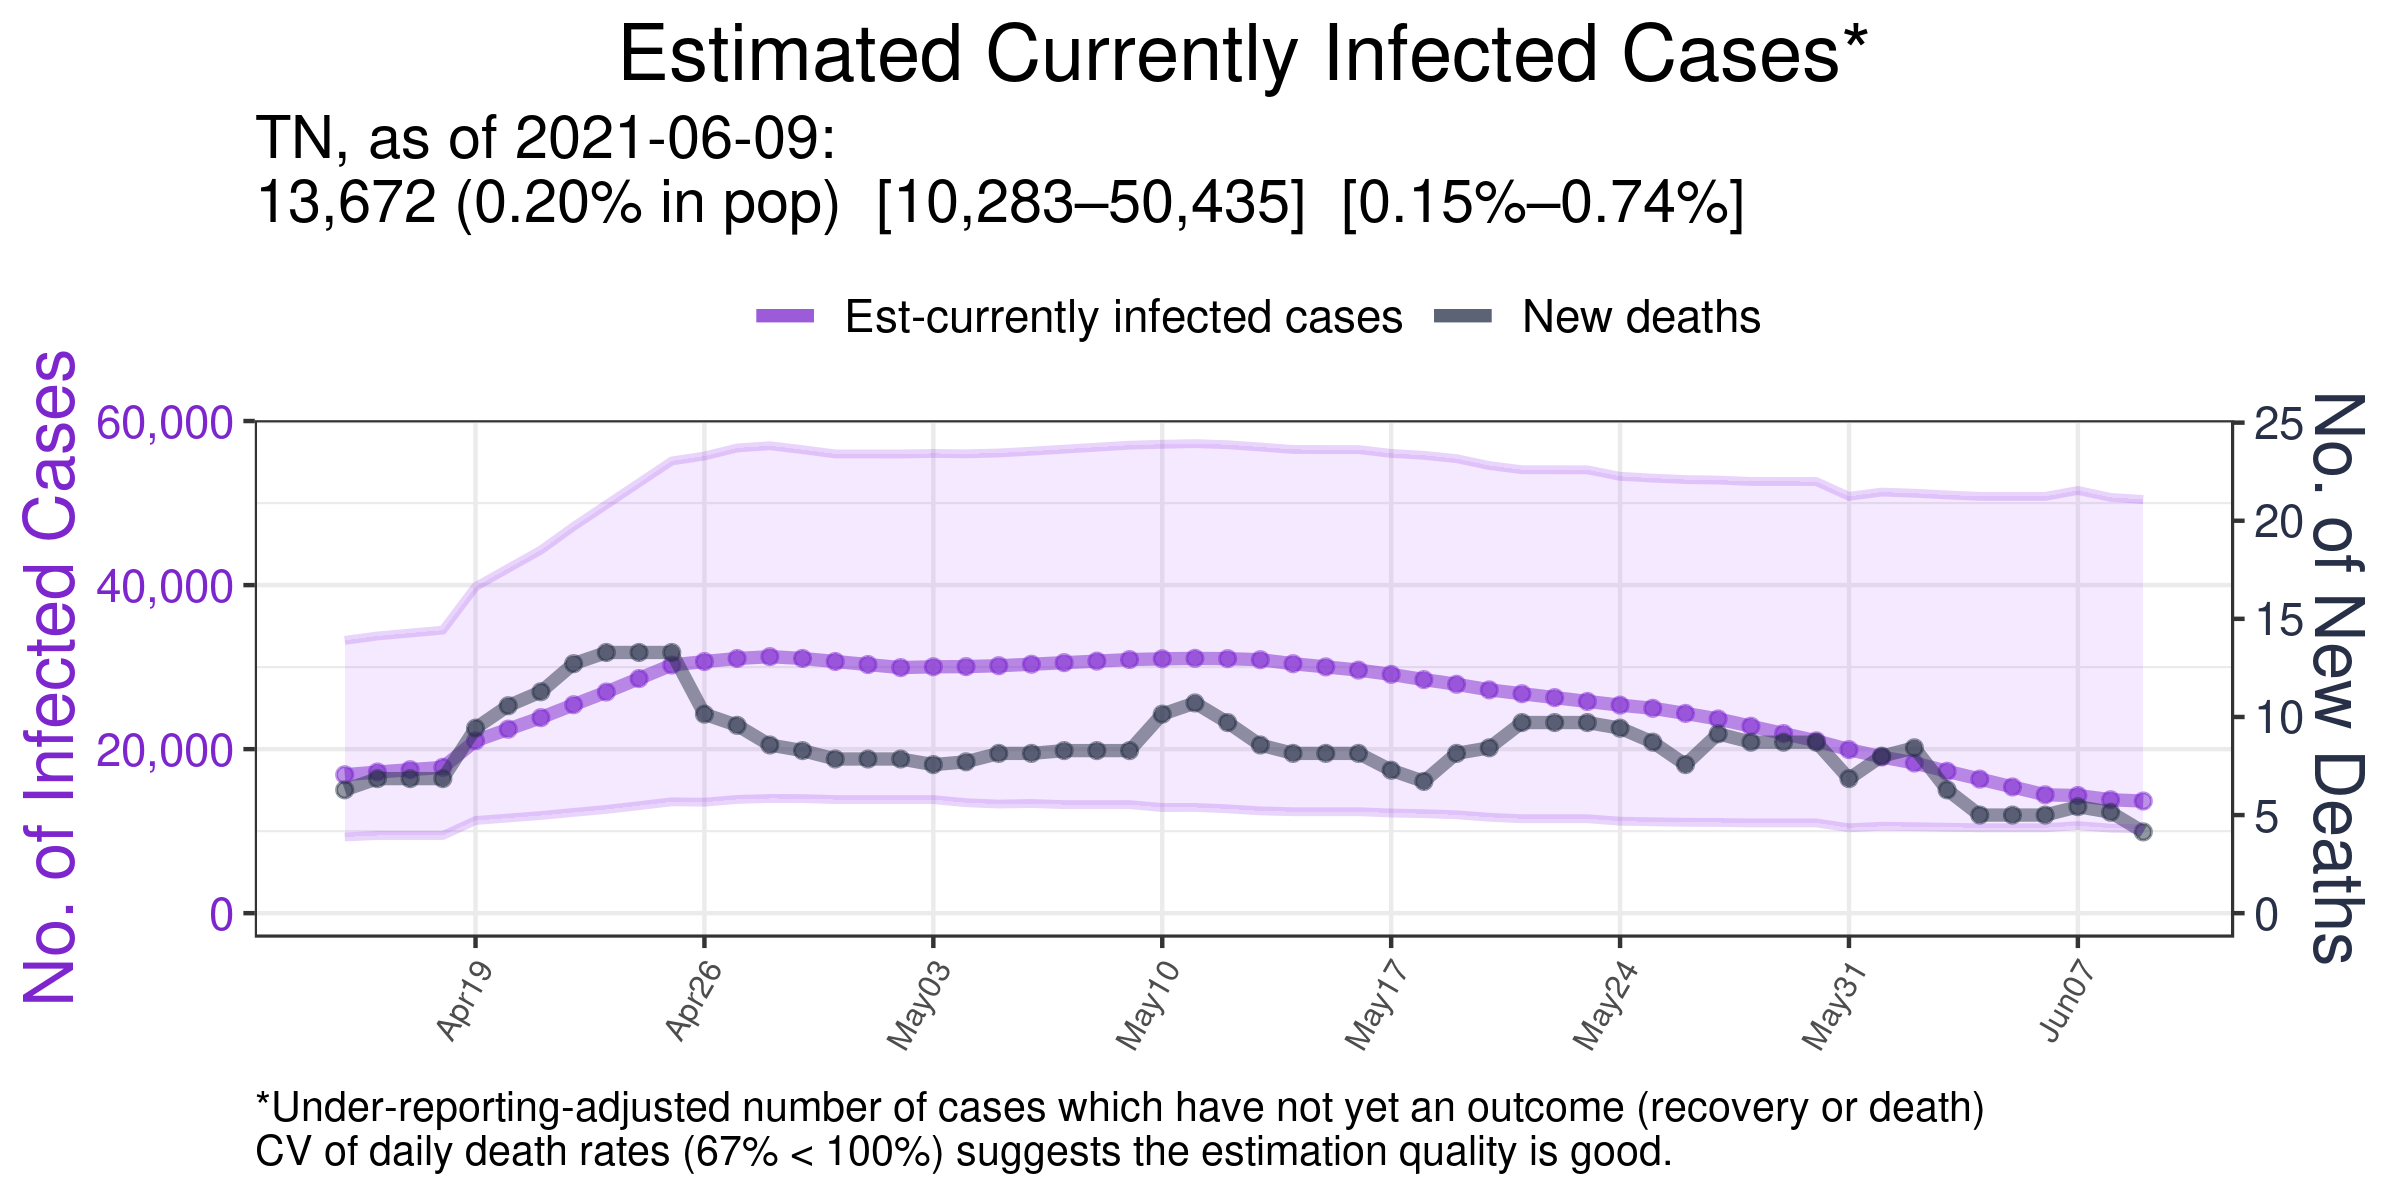 Estimated Currently Infected Cases*
TN, as of 2021-06-09:
13,672 (0.20% in pop)  [10,283–50,435]  [0.15%–0.74%]
Est-currently infected cases
New deaths
No. of Infected Cases
60,000
40,000
20,000
0
25
20
15
10
5
0
No. of New Deaths
Apr19
Apr26
May03
May10
May17
May24
May31
Jun07
*Under-reporting-adjusted number of cases which have not yet an outcome (recovery or death)
CV of daily death rates (67% < 100%) suggests the estimation quality is good.